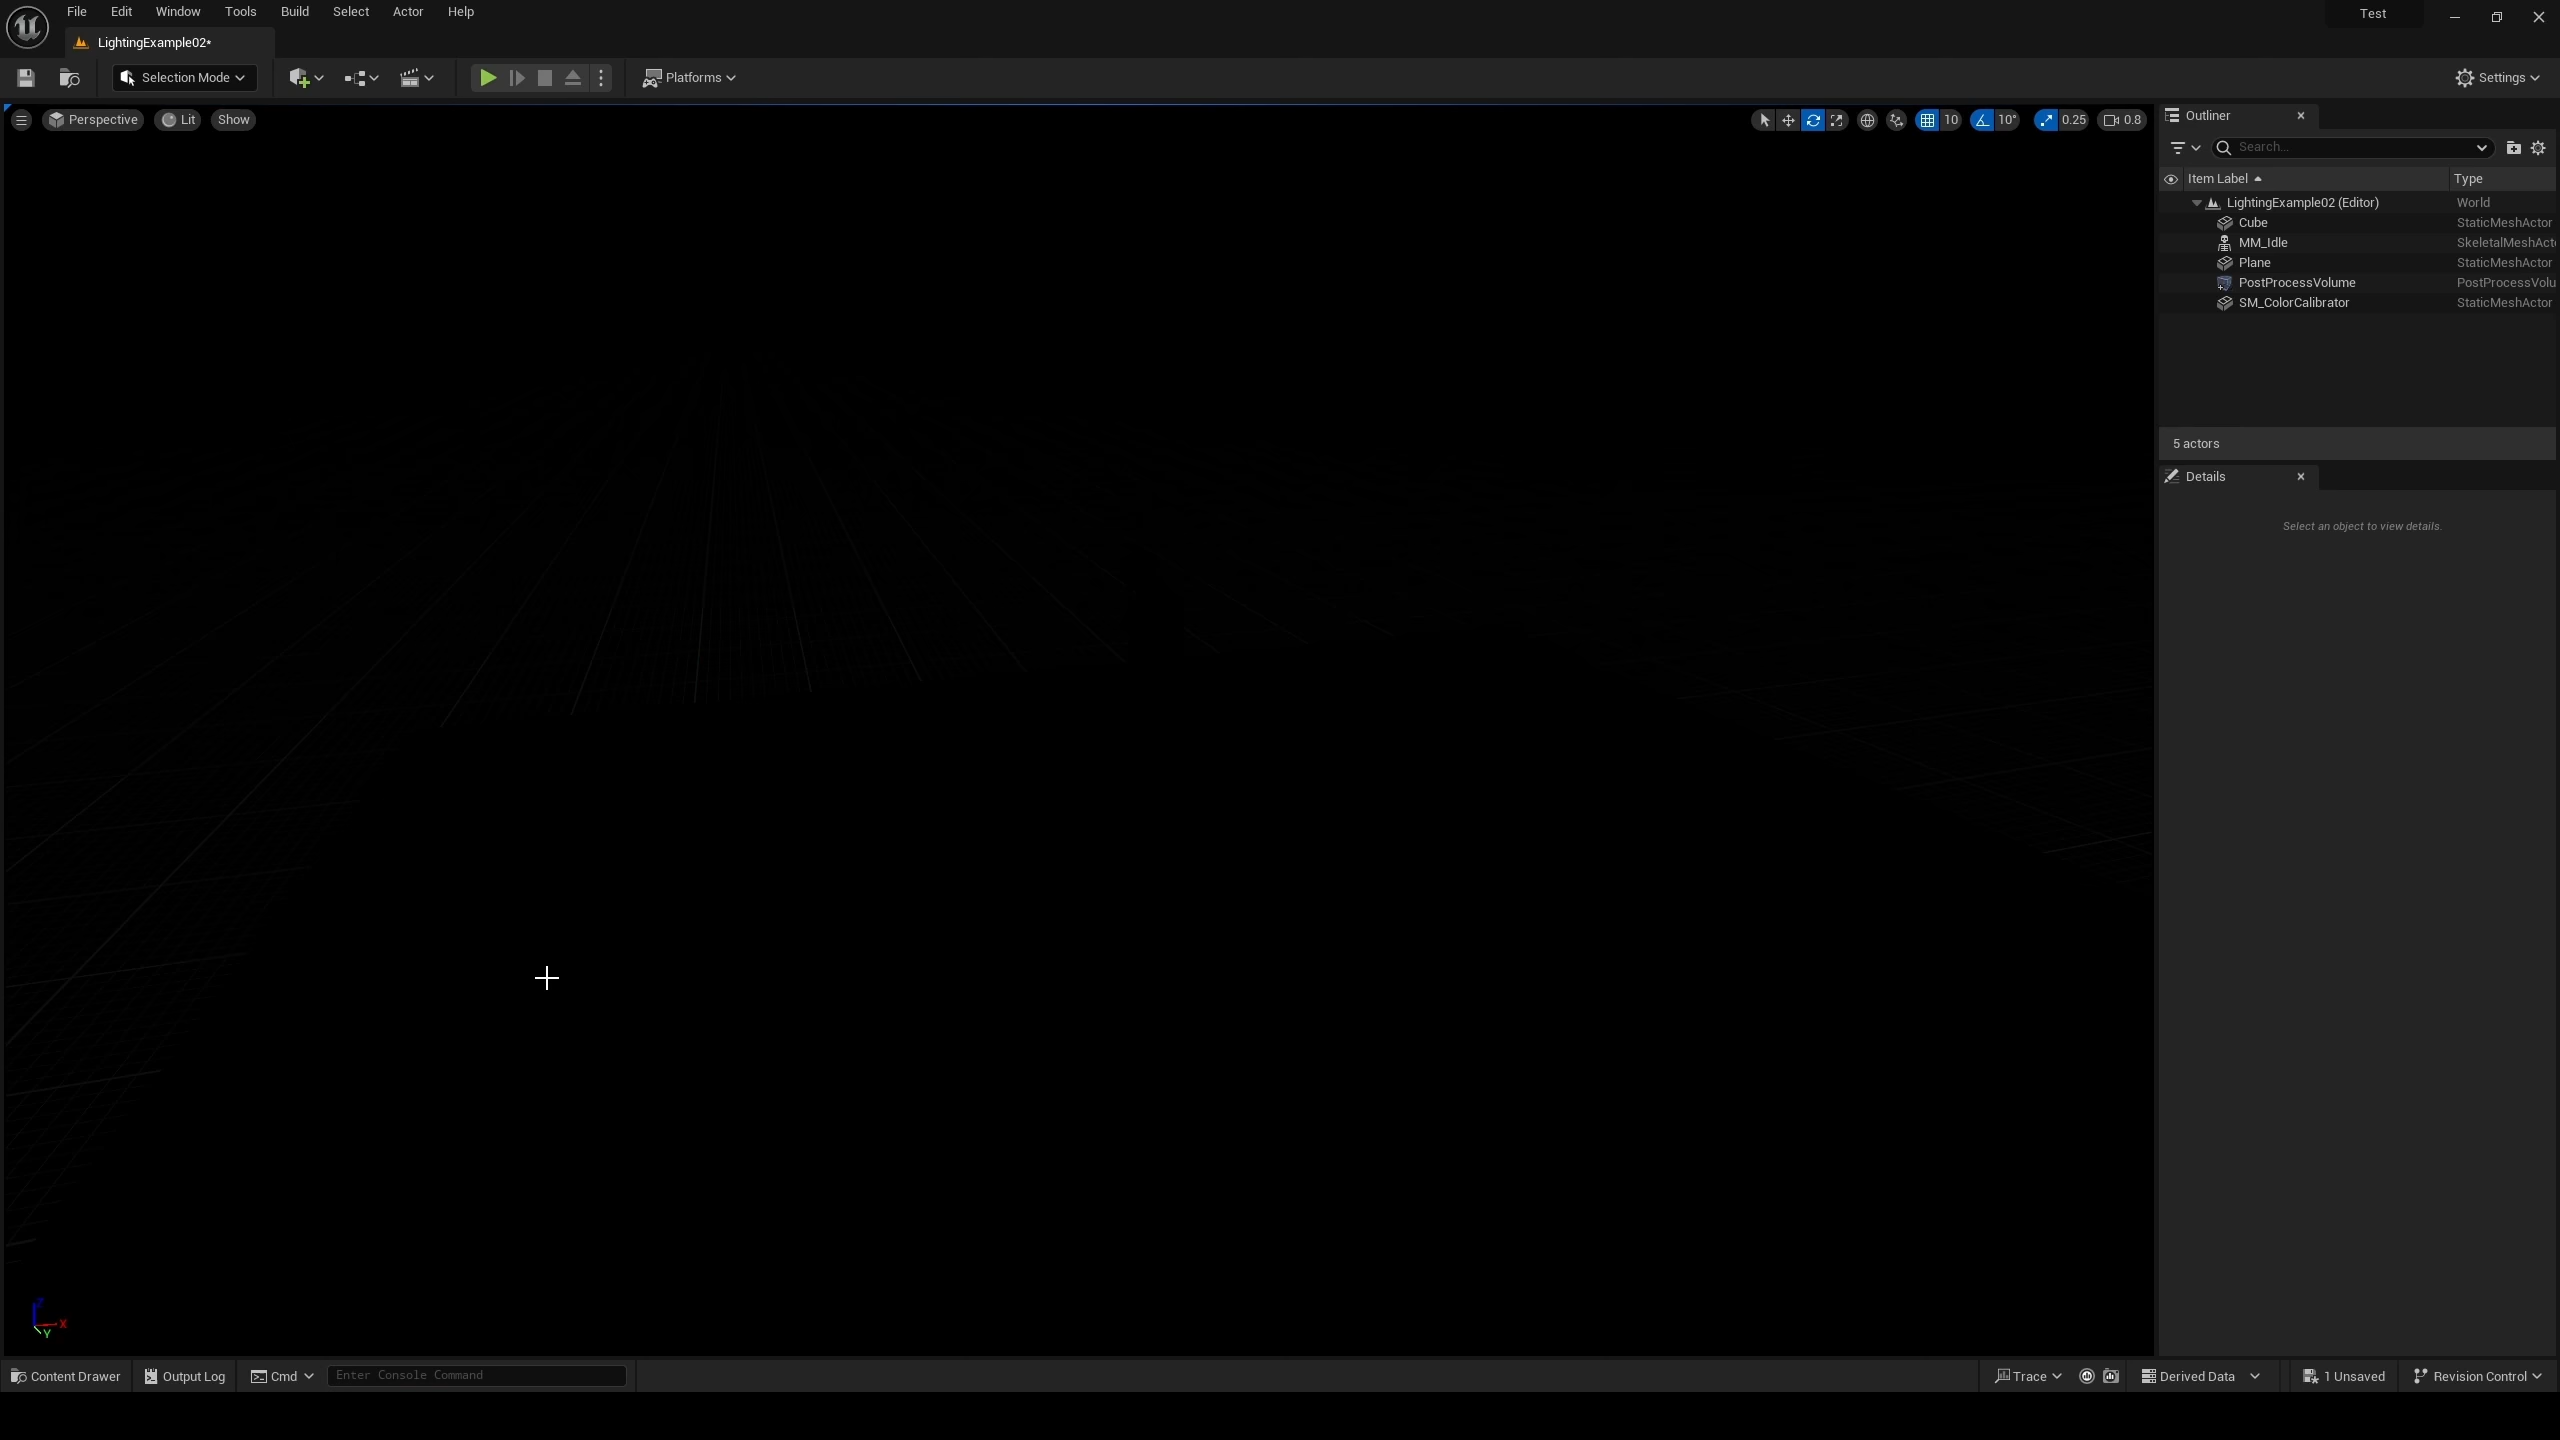 File Edit Window Tools Build Select Actor Help
Test
LightingExample02*
Selection Mode
Platforms
Settings
Perspective Lit Show
10 10° 0.25 0.8
Outliner
Search...
Item Label Type
LightingExample02 (Editor) World
Cube StaticMeshActor
MM_Idle SkeletalMeshAct
Plane StaticMeshActor
PostProcessVolume PostProcessVolu
SM_ColorCalibrator StaticMeshActor
5 actors
Details
Select an object to view details.
Z
X
Y
Content Drawer Output Log Cmd Enter Console Command Trace Derived Data 1 Unsaved Revision Control